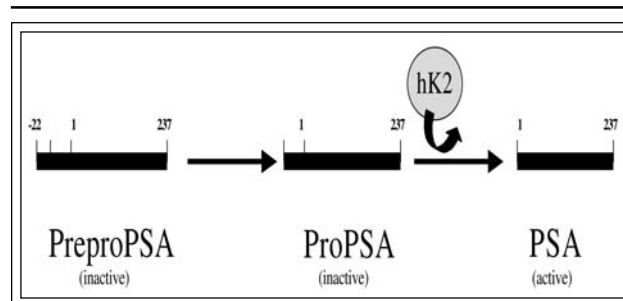 hK2
-22 1 237
1 237
1 237
PreproPSA
(inactive)
ProPSA
(inactive)
PSA
(active)